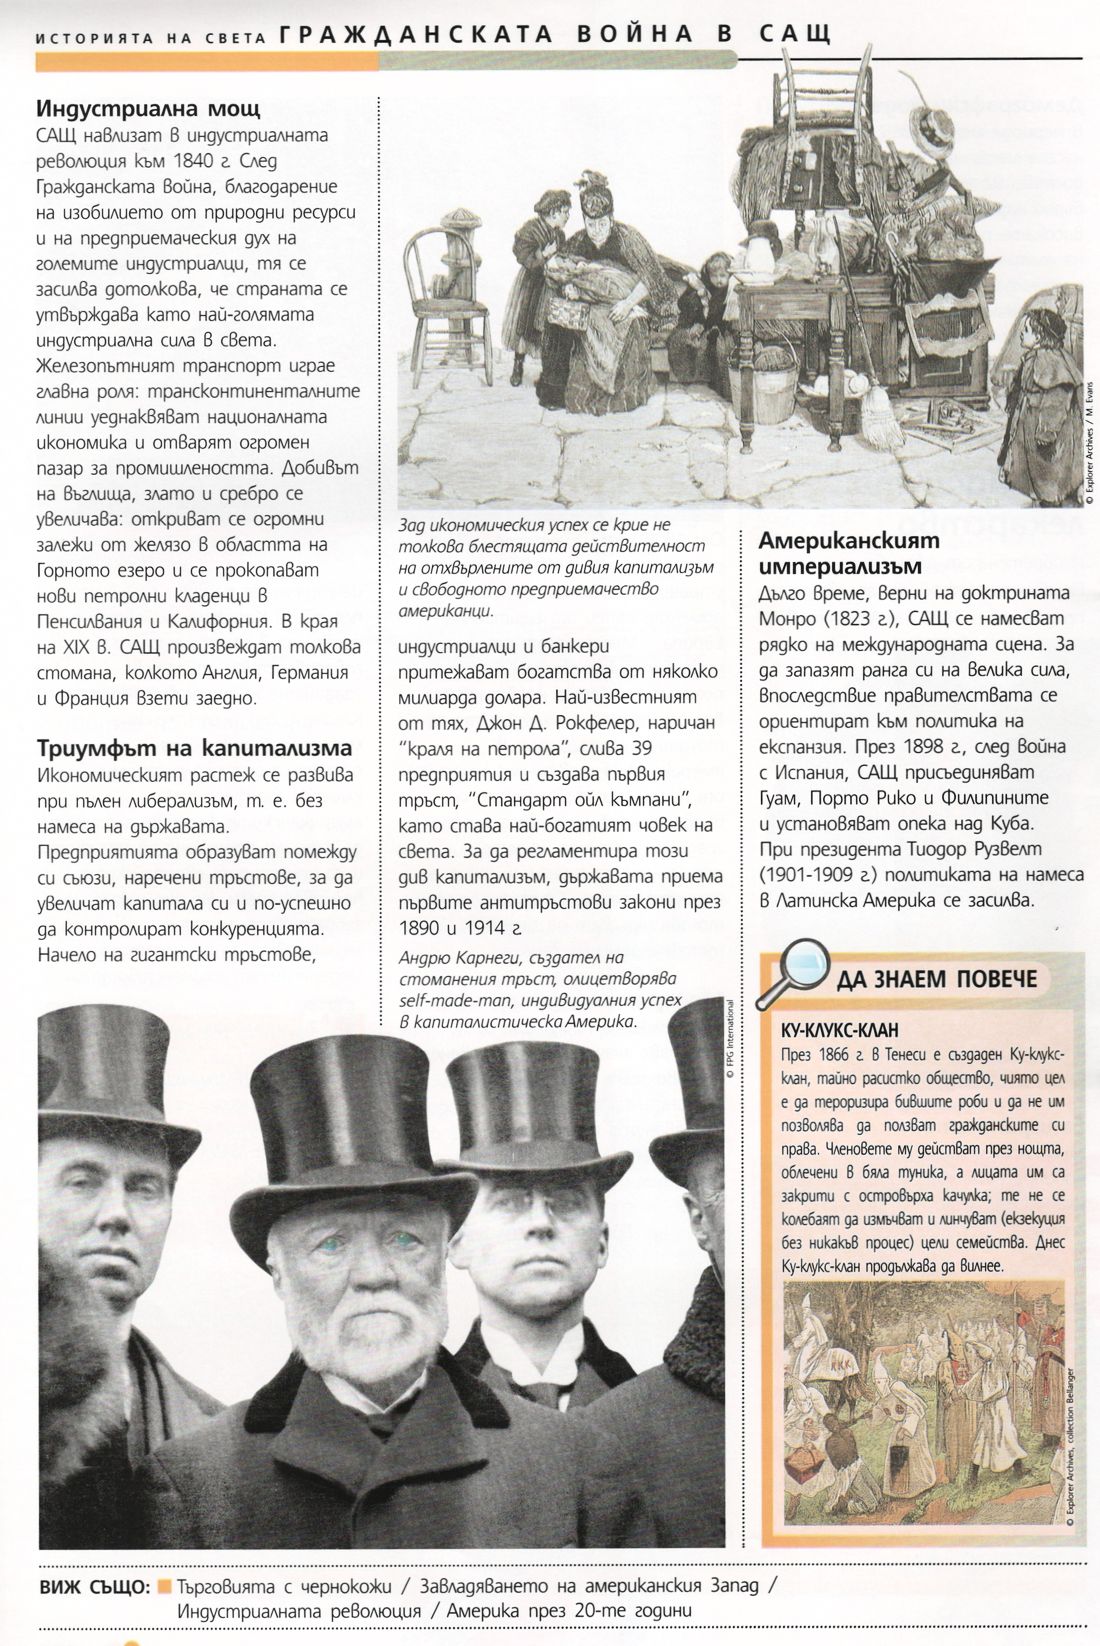 ИСТОРИЯТА НА СВЕТА ГРАЖДАНСКАТА ВОЙНА В САЩ
Индустриална мощ
САЩ навлизат в индустриалната
революция към 1840 г. След
Гражданската война, благодарение
на изобилието от природни ресурси
и на предприемаческия дух на
големите индустриалци, тя се
засилва дотолкова, че страната се
утвърждава като най-голямата
индустриална сила в света.
Железопътният транспорт играе
главна роля: трансконтиненталните
линии уеднаквяват националната
икономика и отварят огромен
пазар за промишлеността. Добивът
на въглища, злато и сребро се
увеличава: откриват се огромни
залежи от желязо в областта на
Горното езеро и се прокопават
нови петролни кладенци в
Пенсилвания и Калифорния. В края
на XIX в. САЩ произвеждат толкова
стомана, колкото Англия, Германия
и Франция взети заедно.
Триумфът на капитализма
Икономическият растеж се развива
при пълен либерализъм, т. е. без
намеса на държавата.
Предприятията образуват помежду
си съюзи, наречени тръстове, за да
увеличат капитала си и по-успешно
да контролират конкуренцията.
Начело на гигантски тръстове,
© Explorer Archives / M. Evans
Зад икономическия успех се крие не
толкова блестящата действителност
на отхвърлените от дивия капитализъм
и свободното предприемачество
американци.
индустриалци и банкери
притежават богатства от няколко
милиарда долара. Най-известният
от тях, Джон Д. Рокфелер, наричан
“краля на петрола”, слива 39
предприятия и създава първия
тръст, “Стандарт ойл къмпани”,
като става най-богатият човек на
света. За да регламентира този
див капитализъм, държавата приема
първите антитръстови закони през
1890 и 1914 г.
Андрю Карнеги, създател на
стоманения тръст, олицетворява
self-made-man, индивидуалния успех
в капиталистическа Америка.
© FPG International
Американският
империализъм
Дълго време, верни на доктрината
Монро (1823 г.), САЩ се намесват
рядко на международната сцена. За
да запазят ранга си на Велика сила,
впоследствие правителствата се
ориентират към политика на
експанзия. През 1898 г., след война
с Испания, САЩ присъединяват
Гуам, Порто Рико и Филипините
и установяват опека над Куба.
При президента Тиодор Рузвелт
(1901-1909 г.) политиката на намеса
в Латинска Америка се засилва.
ДА ЗНАЕМ ПОВЕЧЕ
КУ-КЛУКС-КЛАН
През 1866 г. в Тенеси е създаден Ку-клукс-
клан, тайно расистко общество, чиято цел
е да тероризира бившите роби и да не им
позволява да ползват гражданските си
права. Членовете му действат през нощта,
облечени в бяла туника, а лицата им са
закрити с островърха качулка; те не се
колебаят да измъчват и линчуват (екзекуция
без никакъв процес) цели семейства. Днес
Ку-клукс-клан продължава да вилнее.
KKK
© Explorer Archives, collection Bellanger
ВИЖ СЪЩО: Търговията с чернокожи / Завладяването на американския Запад /
Индустриалната революция / Америка през 20-те години